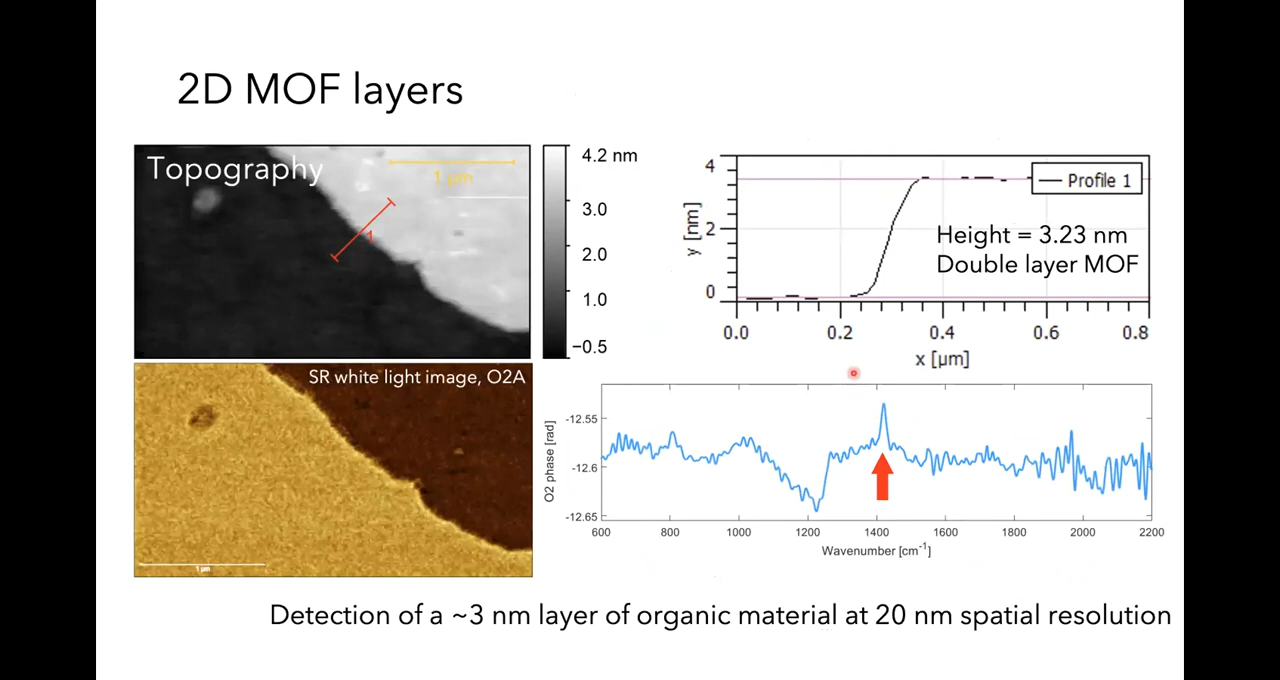 2D MOF layers
Topography
1 µm
1
4.2 nm
3.0
2.0
1.0
−0.5
SR white light image, O2A
1 µm
4
2
0
y [nm]
Profile 1
Height = 3.23 nm
Double layer MOF
0.0 0.2 0.4 0.6 0.8
x [µm]
-12.55
-12.6
-12.65
O2 phase [rad]
600 800 1000 1200 1400 1600 1800 2000 2200
Wavenumber [cm⁻¹]
Detection of a ~3 nm layer of organic material at 20 nm spatial resolution